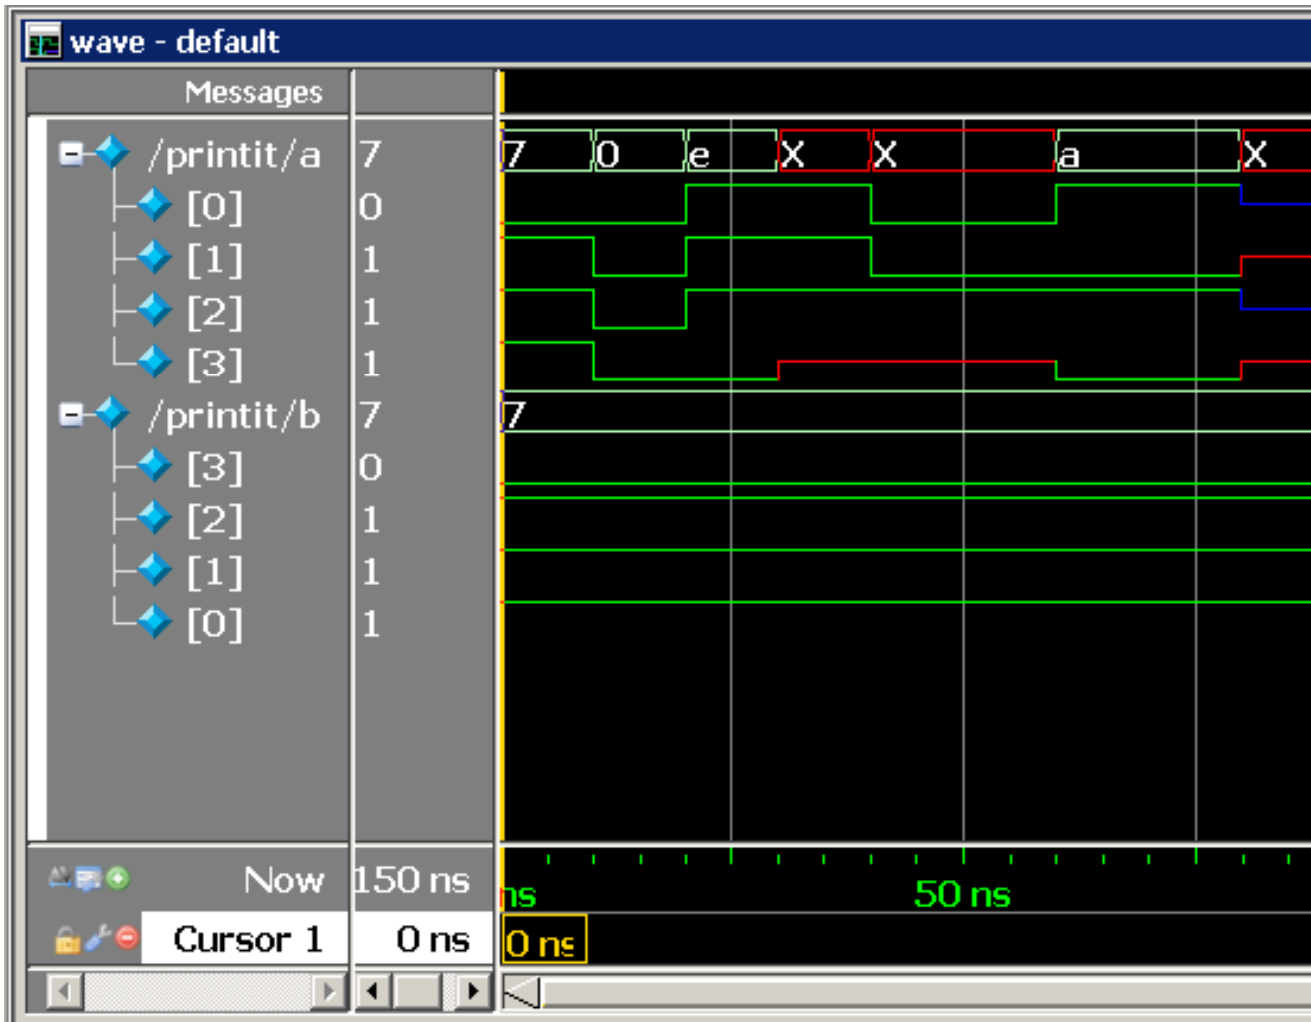 wave - default
Messages
/printit/a 7 7 0 e X X a X
[0] 0
[1] 1
[2] 1
[3] 1
/printit/b 7 7
[3] 0
[2] 1
[1] 1
[0] 1
Now 150 ns ns 50 ns
Cursor 1 0 ns 0 ns